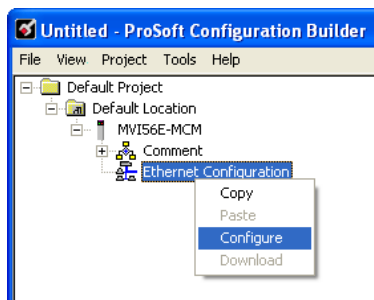 Untitled - ProSoft Configuration Builder
File View Project Tools Help
Default Project
Default Location
MVI56E-MCM
Comment
Ethernet Configuration
Copy
Paste
Configure
Download